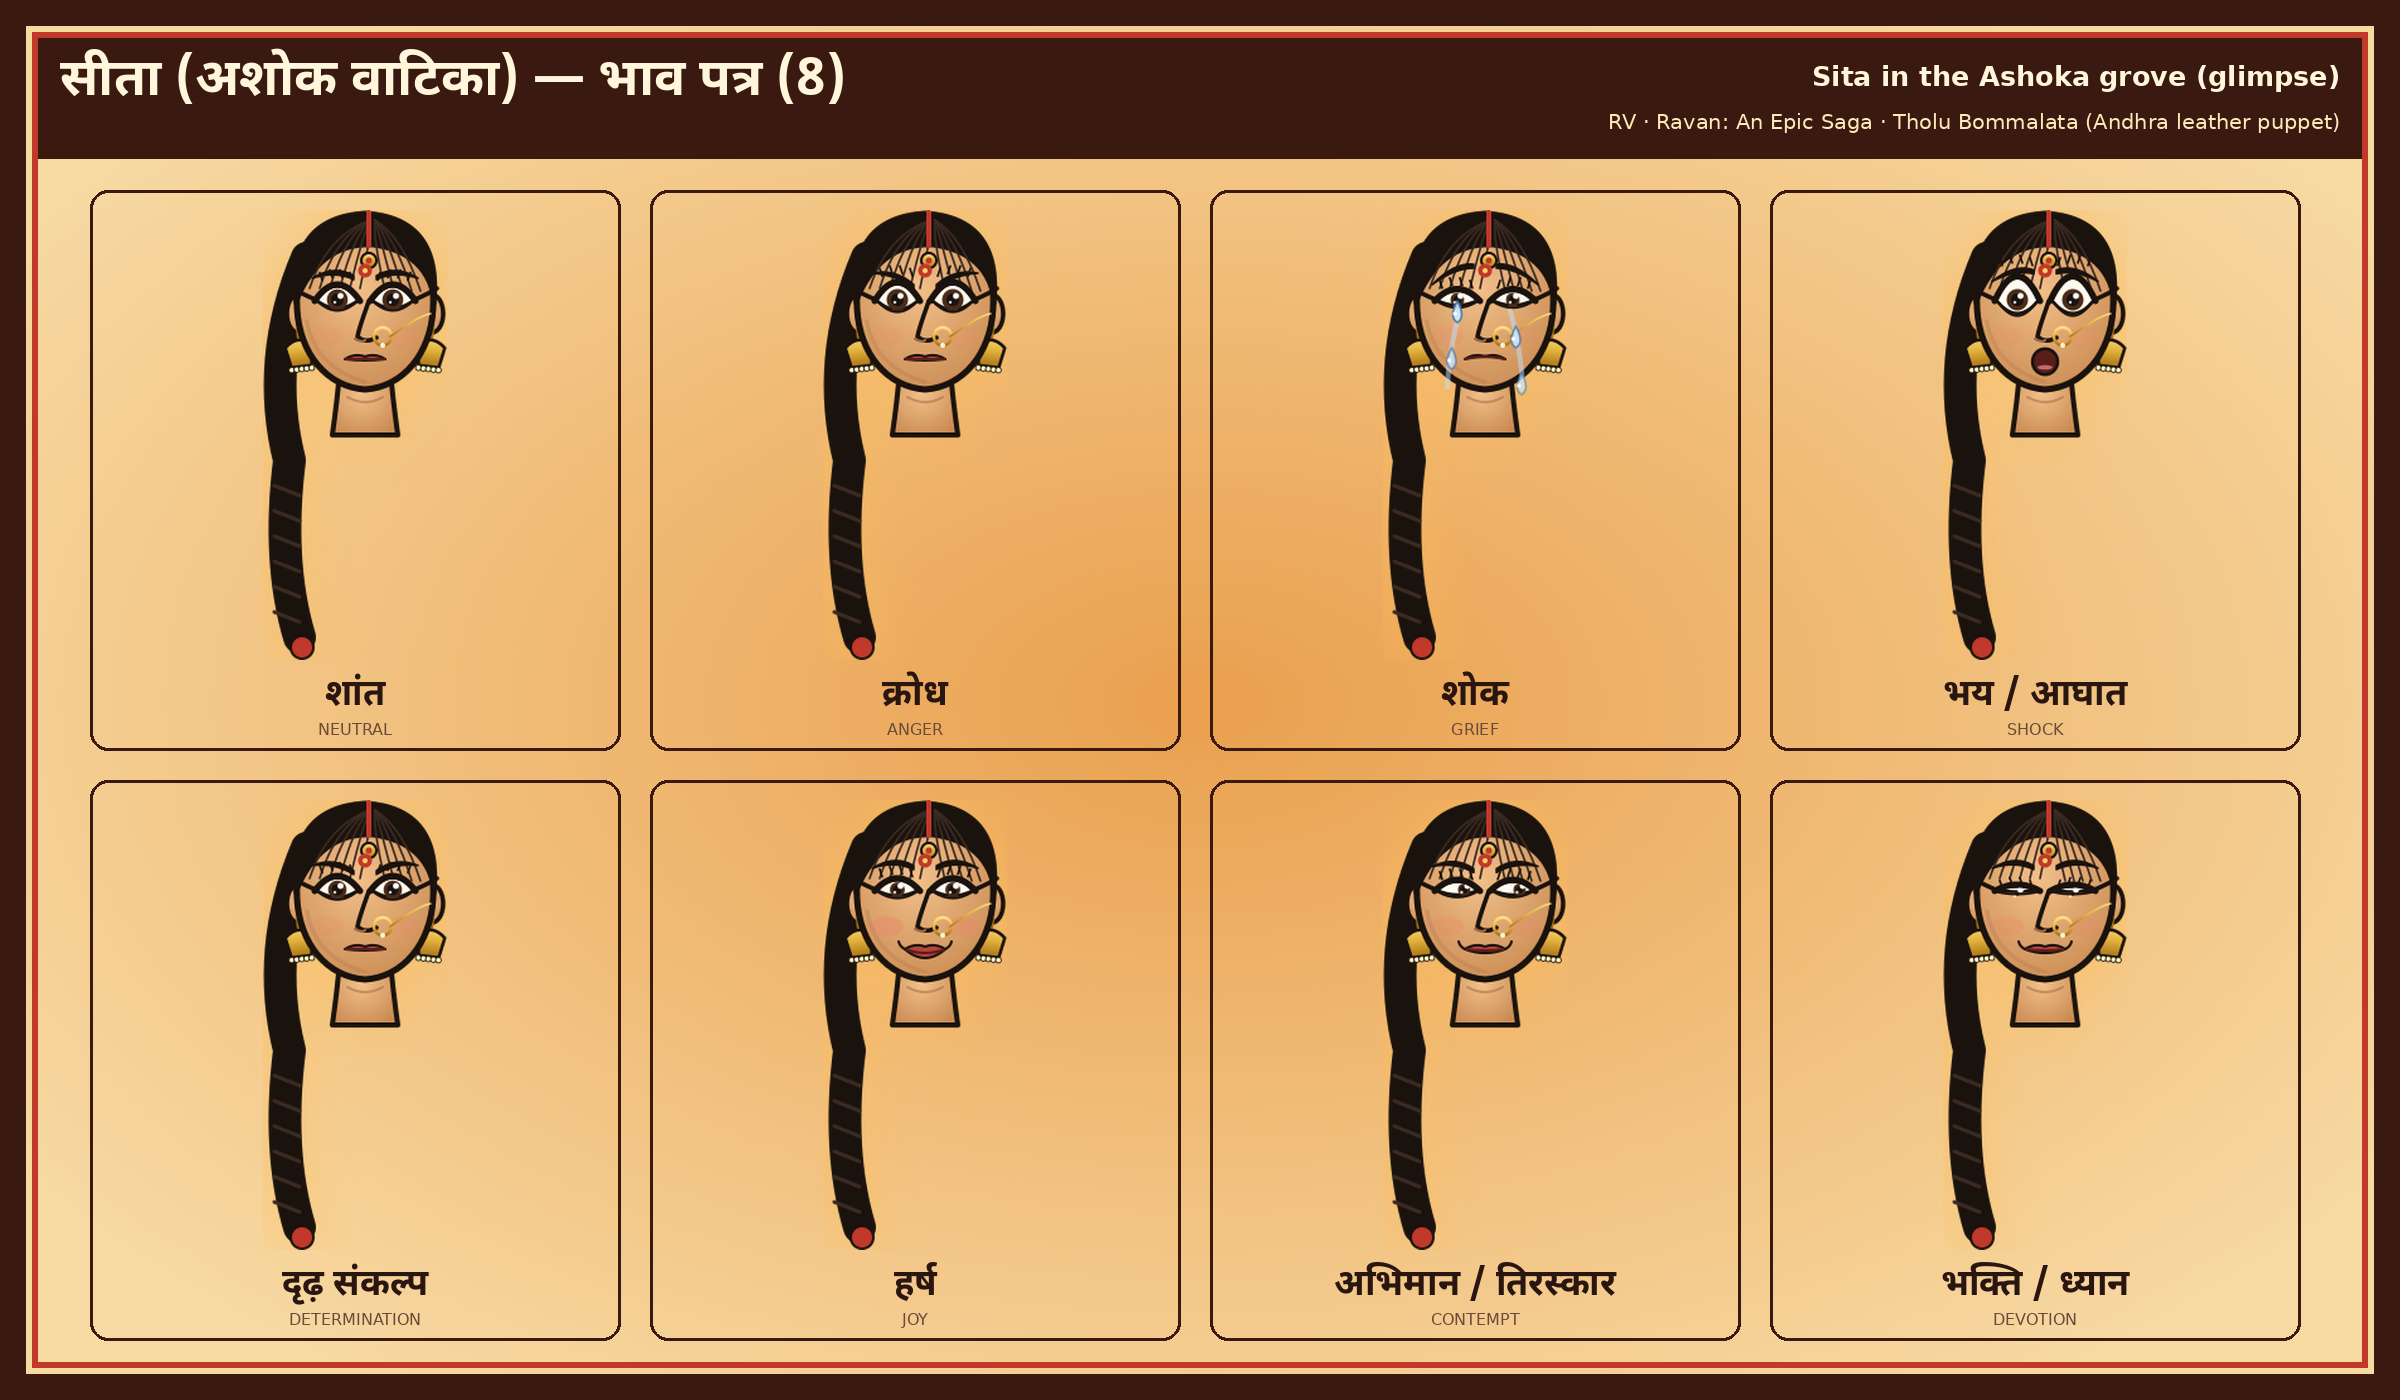 सीता (अशोक वाटिका) — भाव पत्र (8)
Sita in the Ashoka grove (glimpse)
RV · Ravan: An Epic Saga · Tholu Bommalata (Andhra leather puppet)
शांत
NEUTRAL
क्रोध
ANGER
शोक
GRIEF
भय / आघात
SHOCK
दृढ़ संकल्प
DETERMINATION
हर्ष
JOY
अभिमान / तिरस्कार
CONTEMPT
भक्ति / ध्यान
DEVOTION